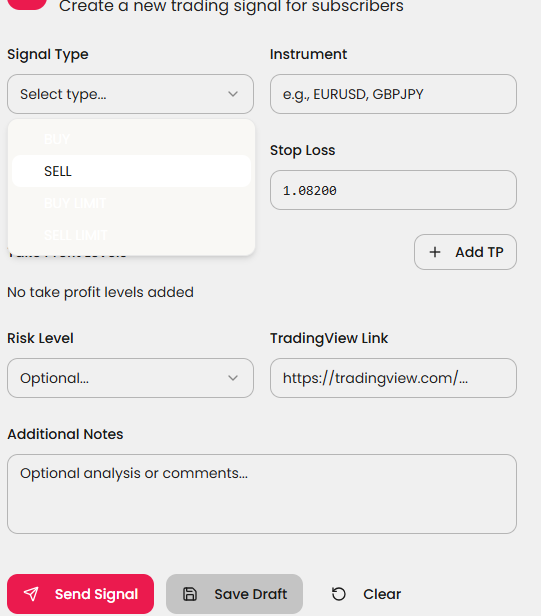 Create a new trading signal for subscribers
Signal Type
Instrument
Select type...
e.g., EURUSD, GBPJPY
BUY
SELL
BUY LIMIT
SELL LIMIT
Stop Loss
1.08200
Add TP
No take profit levels added
Risk Level
TradingView Link
Optional...
https://tradingview.com/...
Additional Notes
Optional analysis or comments...
Send Signal
Save Draft
Clear